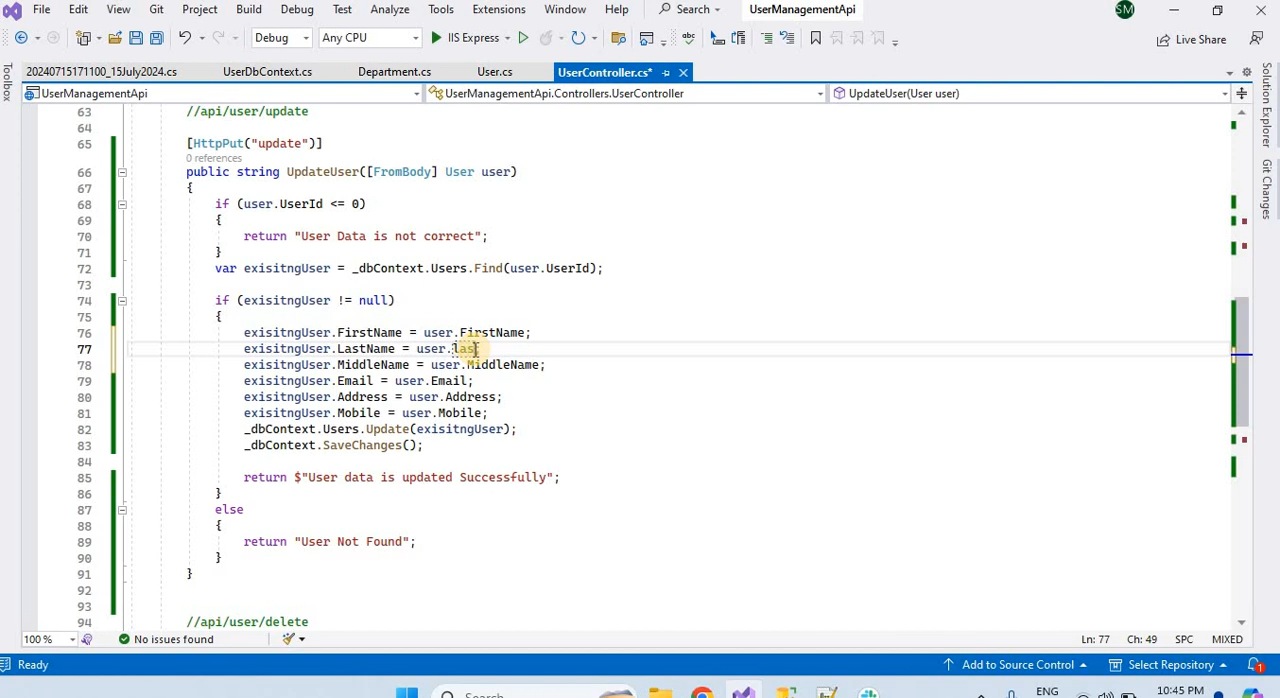 File Edit View Git Project Build Debug Test Analyze Tools Extensions Window Help Search UserManagementApi SM
Debug Any CPU IIS Express Live Share
20240715171100_15July2024.cs UserDbContext.cs Department.cs User.cs UserController.cs*
UserManagementApi UserManagementApi.Controllers.UserController UpdateUser(User user)
Toolbox
Solution Explorer
Git Changes
63 //api/user/update
64
65 [HttpPut("update")]
0 references
66 public string UpdateUser([FromBody] User user)
67 {
68 if (user.UserId <= 0)
69 {
70 return "User Data is not correct";
71 }
72 var exisitngUser = _dbContext.Users.Find(user.UserId);
73
74 if (exisitngUser != null)
75 {
76 exisitngUser.FirstName = user.FirstName;
77 exisitngUser.LastName = user.las;
78 exisitngUser.MiddleName = user.MiddleName;
79 exisitngUser.Email = user.Email;
80 exisitngUser.Address = user.Address;
81 exisitngUser.Mobile = user.Mobile;
82 _dbContext.Users.Update(exisitngUser);
83 _dbContext.SaveChanges();
84
85 return $"User data is updated Successfully";
86 }
87 else
88 {
89 return "User Not Found";
90 }
91 }
92
93
94 //api/user/delete
100 % No issues found Ln: 77 Ch: 49 SPC MIXED
Ready Add to Source Control Select Repository 1
Search ENG 10:45 PM